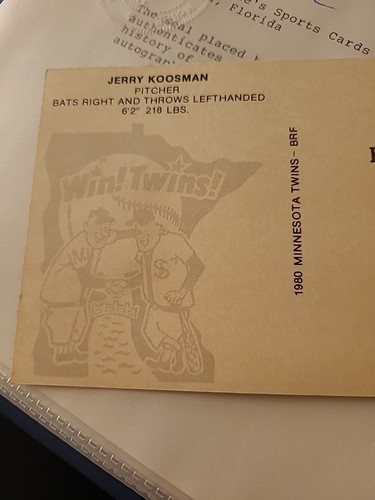 's Sports Cards
, Florida
The seal placed
authenticates
history of
autogra
JERRY KOOSMAN
PITCHER
BATS RIGHT AND THROWS LEFTHANDED
6'2" 218 LBS.
Win! Twins!
M S
1980 MINNESOTA TWINS - BRF